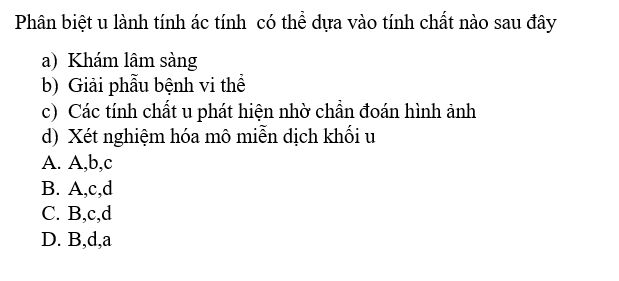 Phân biệt u lành tính ác tính có thể dựa vào tính chất nào sau đây
a) Khám lâm sàng
b) Giải phẫu bệnh vi thể
c) Các tính chất u phát hiện nhờ chẩn đoán hình ảnh
d) Xét nghiệm hóa mô miễn dịch khối u
A. A,b,c
B. A,c,d
C. B,c,d
D. B,d,a